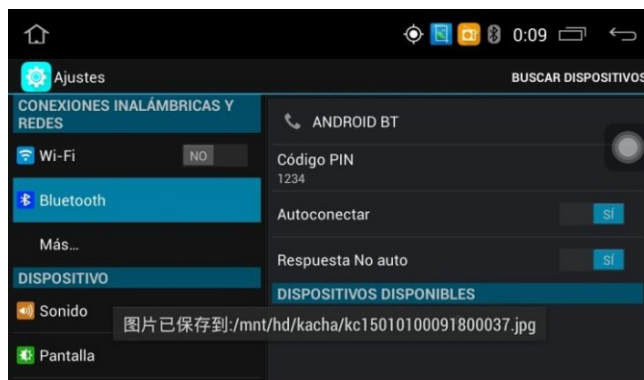 0:09
Ajustes
BUSCAR DISPOSITIVOS
CONEXIONES INALÁMBRICAS Y
REDES
Wi-Fi
NO
Bluetooth
Más...
DISPOSITIVO
Sonido
Pantalla
ANDROID BT
Código PIN
1234
Autoconectar
SÍ
Respuesta No auto
SÍ
DISPOSITIVOS DISPONIBLES
图片已保存到:/mnt/hd/kacha/kc15010100091800037.jpg